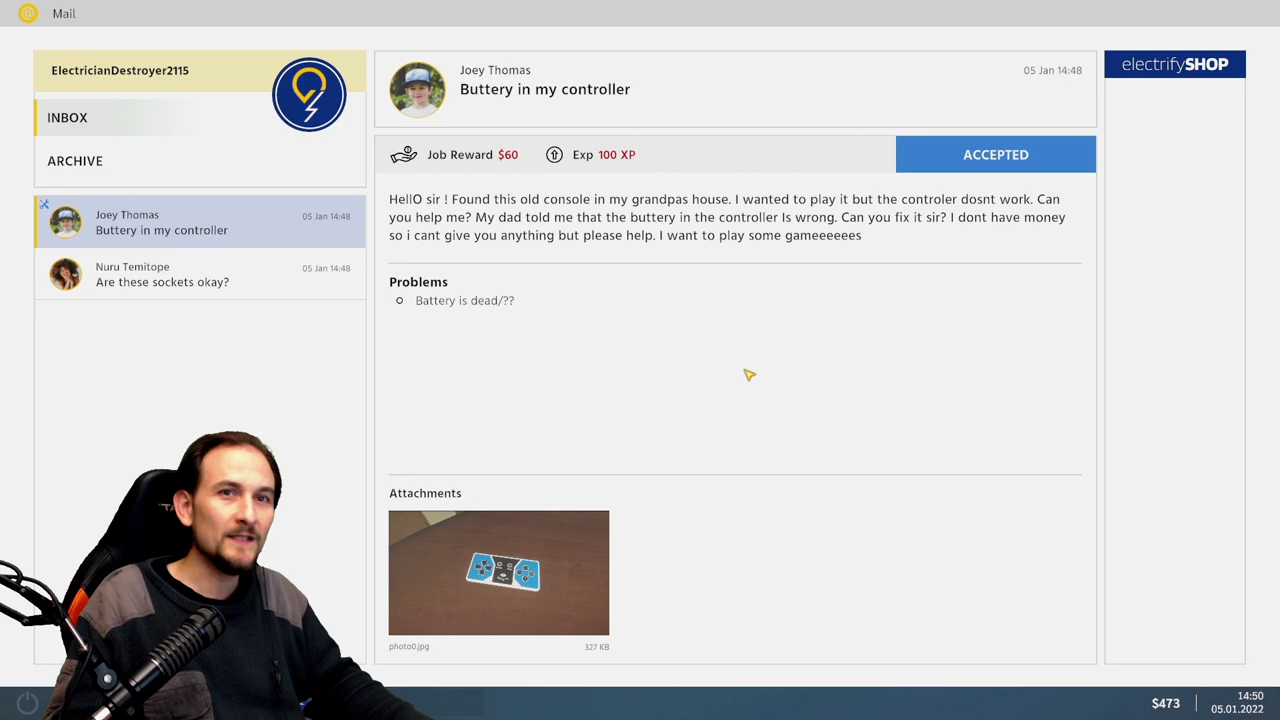 Mail
ElectricianDestroyer2115
INBOX
ARCHIVE
Joey Thomas
05 Jan 14:48
Buttery in my controller
Nuru Temitope
05 Jan 14:48
Are these sockets okay?
Joey Thomas
05 Jan 14:48
Buttery in my controller
Job Reward $60
Exp 100 XP
ACCEPTED
HellO sir ! Found this old console in my grandpas house. I wanted to play it but the controler dosnt work. Can
you help me? My dad told me that the buttery in the controller Is wrong. Can you fix it sir? I dont have money
so i cant give you anything but please help. I want to play some gameeeeees
Problems
Battery is dead/??
Attachments
photo0.jpg
327 KB
electrifySHOP
$473
14:50
05.01.2022